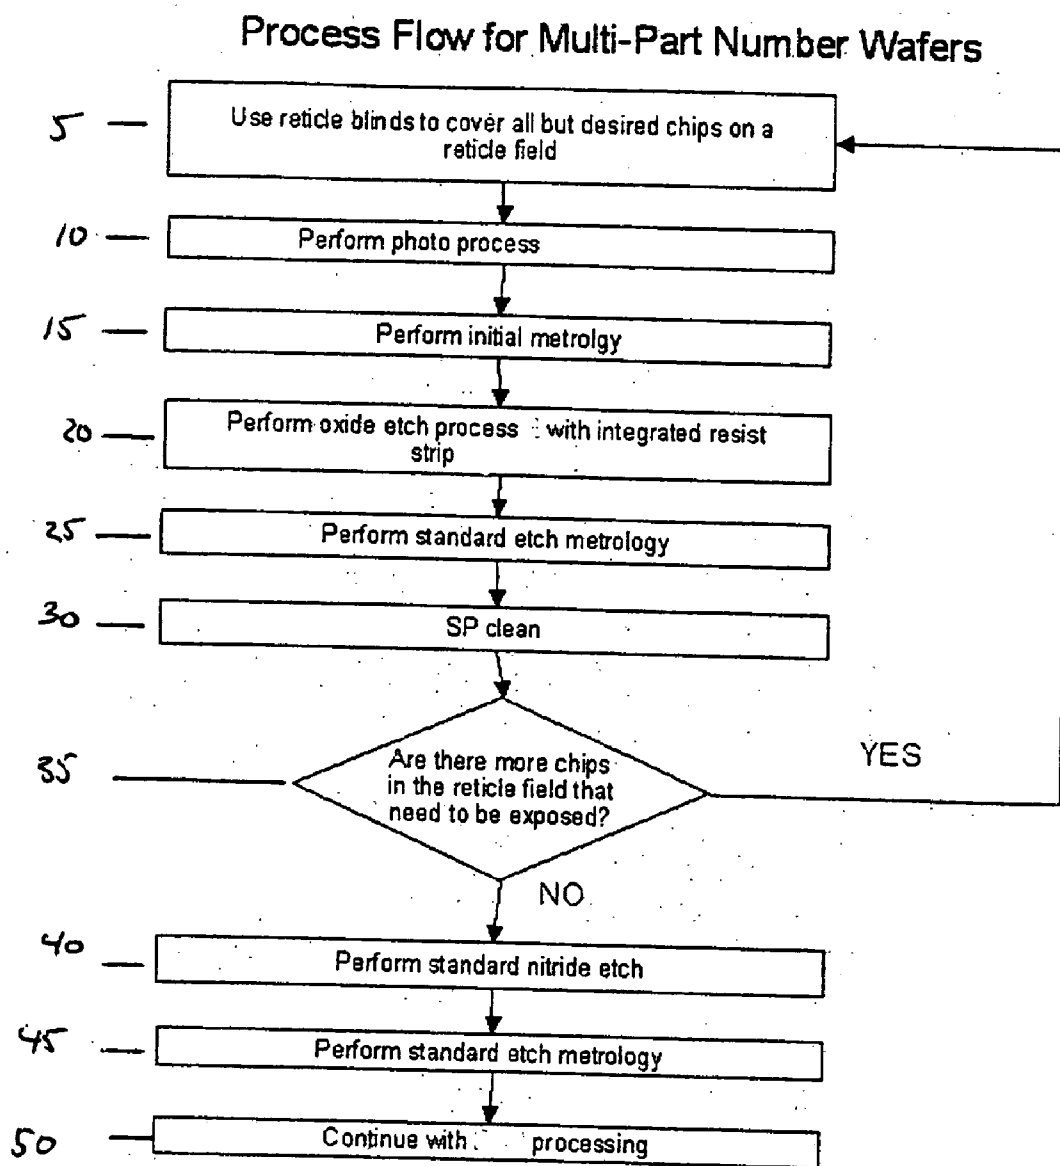 Process Flow for Multi-Part Number Wafers
5
Use reticle blinds to cover all but desired chips on a
reticle field
10
Perform photo process
15
Perform initial metrolgy
20
Perform oxide etch process with integrated resist
strip
25
Perform standard etch metrology
30
SP clean
35
Are there more chips
in the reticle field that
need to be exposed?
YES
NO
40
Perform standard nitride etch
45
Perform standard etch metrology
50
Continue with processing